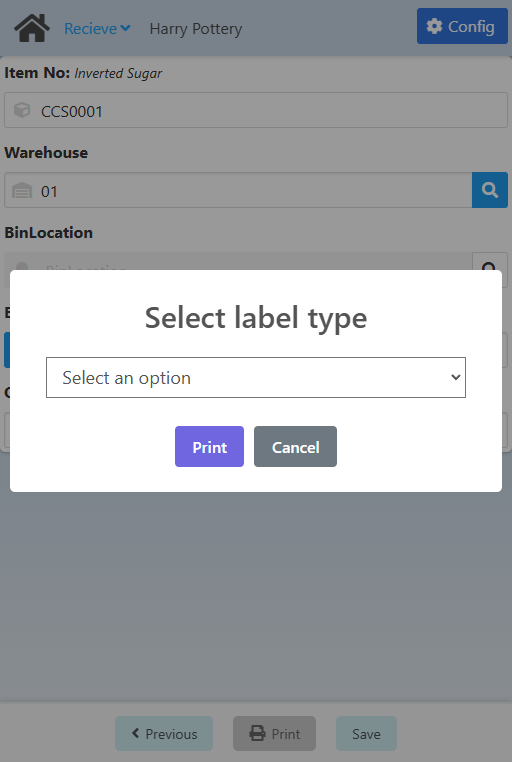 Recieve Harry Pottery Config
Item No: Inverted Sugar
CCS0001
Warehouse
01
BinLocation
Select label type
Select an option
Print Cancel
Previous Print Save